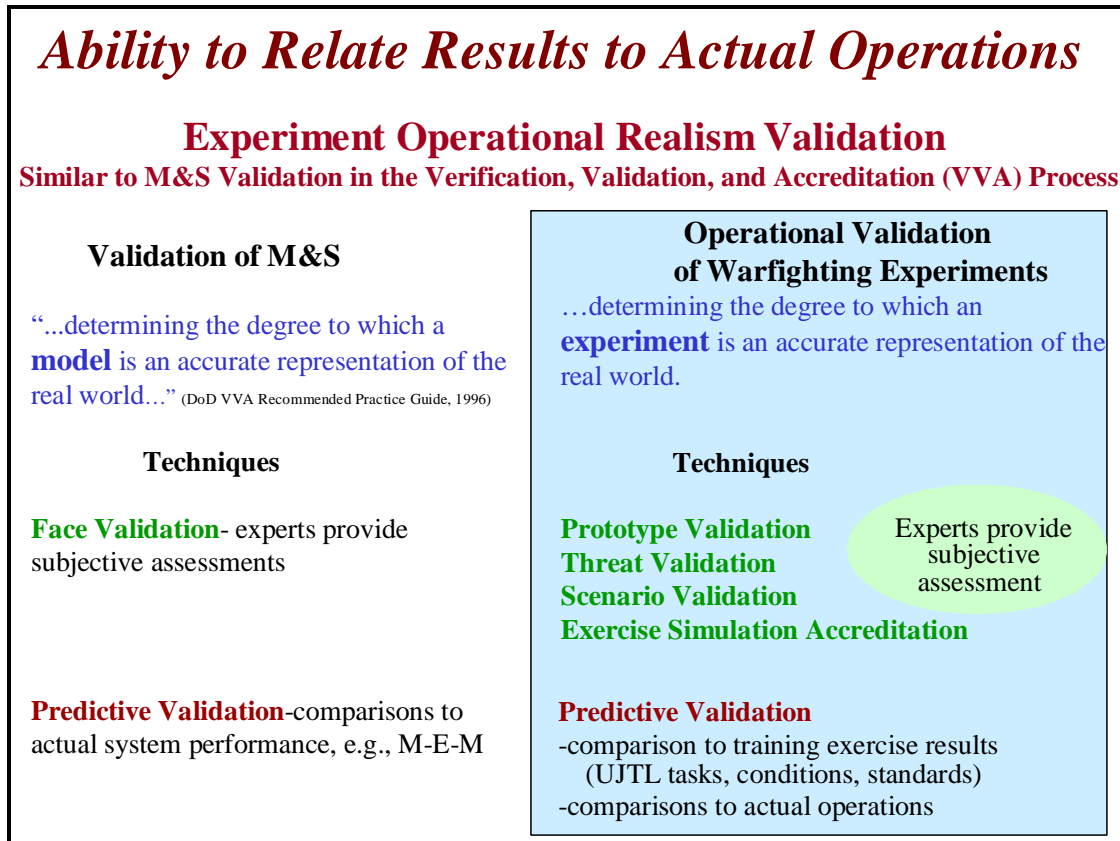 Ability to Relate Results to Actual Operations
Experiment Operational Realism Validation
Similar to M&S Validation in the Verification, Validation, and Accreditation (VVA) Process
Validation of M&S
“...determining the degree to which a
model is an accurate representation of the
real world…” (DoD VVA Recommended Practice Guide, 1996)
Techniques
Face Validation- experts provide
subjective assessments
Predictive Validation-comparisons to
actual system performance, e.g., M-E-M
Operational Validation
of Warfighting Experiments
…determining the degree to which an
experiment is an accurate representation of the
real world.
Techniques
Prototype Validation
Threat Validation
Scenario Validation
Exercise Simulation Accreditation
Experts provide
subjective
assessment
Predictive Validation
-comparison to training exercise results
(UJTL tasks, conditions, standards)
-comparisons to actual operations